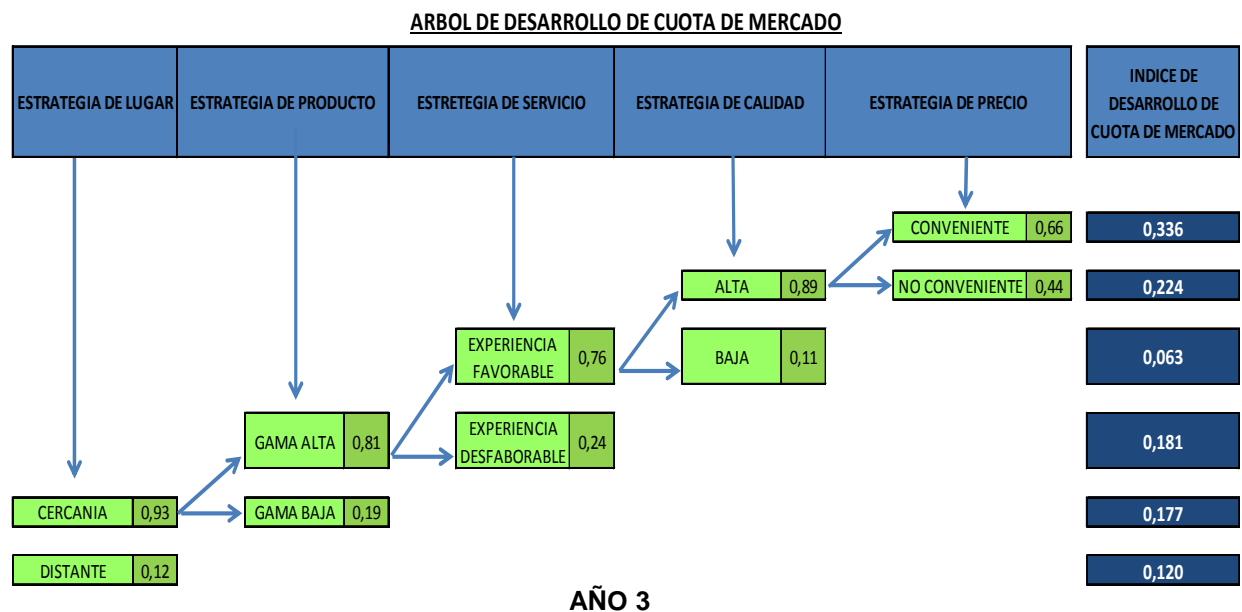 ARBOL DE DESARROLLO DE CUOTA DE MERCADO
ESTRATEGIA DE LUGAR
ESTRATEGIA DE PRODUCTO
ESTRETEGIA DE SERVICIO
ESTRATEGIA DE CALIDAD
ESTRATEGIA DE PRECIO
INDICE DE
DESARROLLO DE
CUOTA DE MERCADO
CONVENIENTE 0,66
0,336
ALTA 0,89
NO CONVENIENTE 0,44
0,224
EXPERIENCIA
FAVORABLE
0,76
BAJA 0,11
0,063
GAMA ALTA 0,81
EXPERIENCIA
DESFABORABLE
0,24
0,181
CERCANIA 0,93
GAMA BAJA 0,19
0,177
DISTANTE 0,12
0,120
AÑO 3